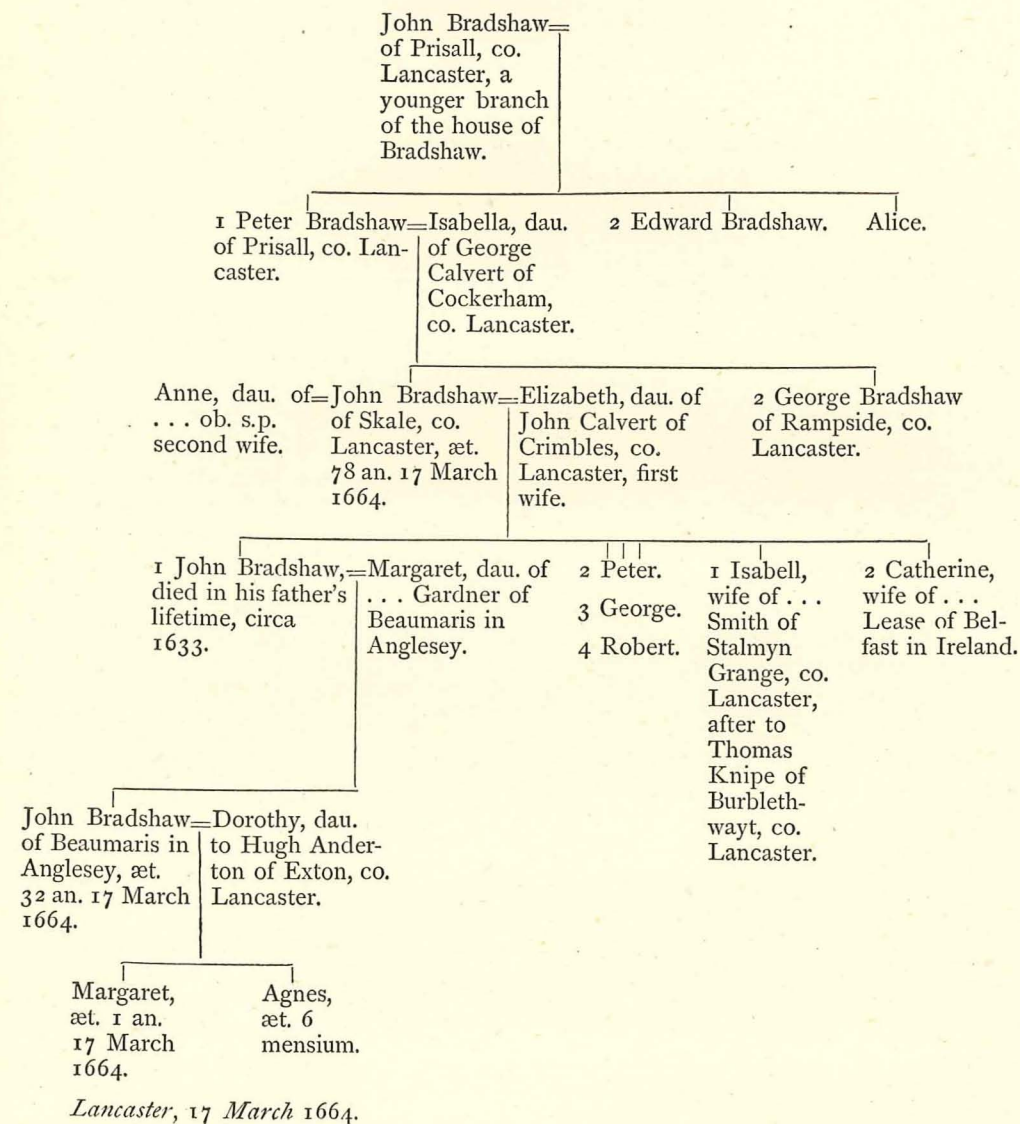 John Bradshaw=
of Prisall, co.
Lancaster, a
younger branch
of the house of
Bradshaw.
1 Peter Bradshaw=Isabella, dau.
of Prisall, co. Lan-
caster.
of George
Calvert of
Cockerham,
co. Lancaster.
2 Edward Bradshaw.
Alice.
Anne, dau. of=John Bradshaw=Elizabeth, dau. of
. . . ob. s.p.
second wife.
of Skale, co.
Lancaster, æt.
78 an. 17 March
1664.
John Calvert of
Crimbles, co.
Lancaster, first
wife.
2 George Bradshaw
of Rampside, co.
Lancaster.
1 John Bradshaw,=Margaret, dau. of
died in his father's
lifetime, circa
1633.
. . . Gardner of
Beaumaris in
Anglesey.
2 Peter.
3 George.
4 Robert.
1 Isabell,
wife of . . .
Smith of
Stalmyn
Grange, co.
Lancaster,
after to
Thomas
Knipe of
Burbleth-
wayt, co.
Lancaster.
2 Catherine,
wife of . . .
Lease of Bel-
fast in Ireland.
John Bradshaw=Dorothy, dau.
of Beaumaris in
Anglesey, æt.
32 an. 17 March
1664.
to Hugh Ander-
ton of Exton, co.
Lancaster.
Margaret,
æt. 1 an.
17 March
1664.
Agnes,
æt. 6
mensium.
Lancaster, 17 March 1664.